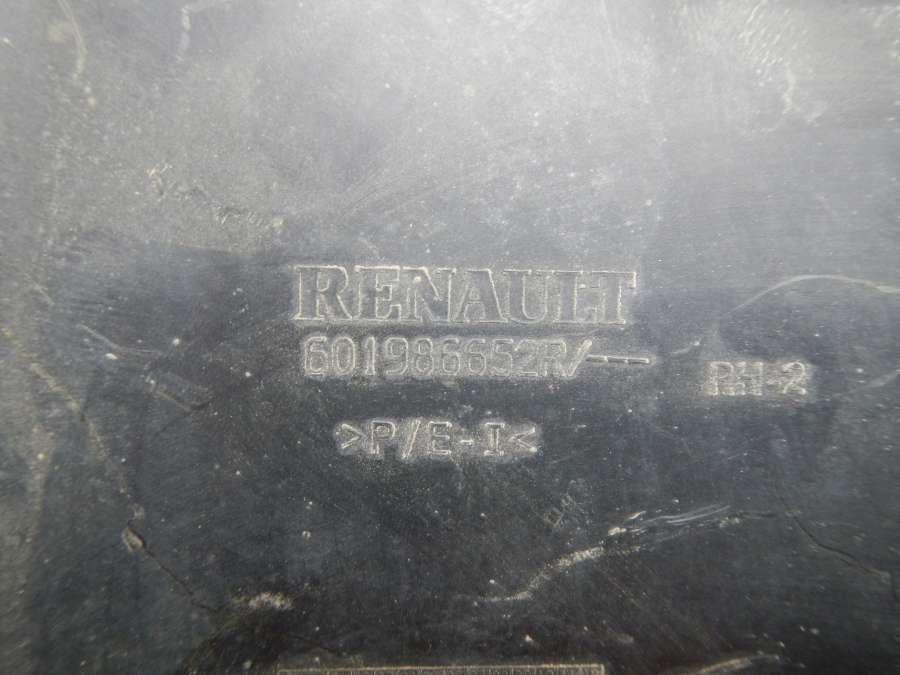 RENAULT
601986652R/--
RH-2
>P/E-I<